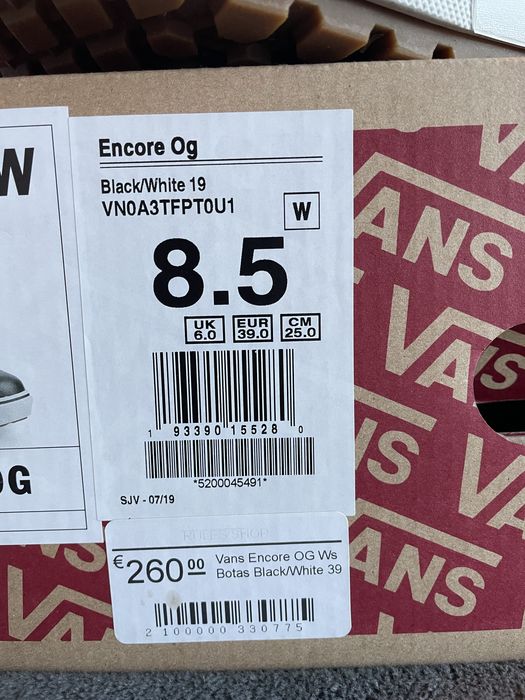 W
OG
Encore Og
Black/White 19
VN0A3TFPT0U1
W
8.5
UK
6.0
EUR
39.0
CM
25.0
1 93390 15528 0
*5200045491*
SJV - 07/19
€260.00
Vans Encore OG Ws
Botas Black/White 39
2 100000 330775
VANS
VANS
VANS
VANS